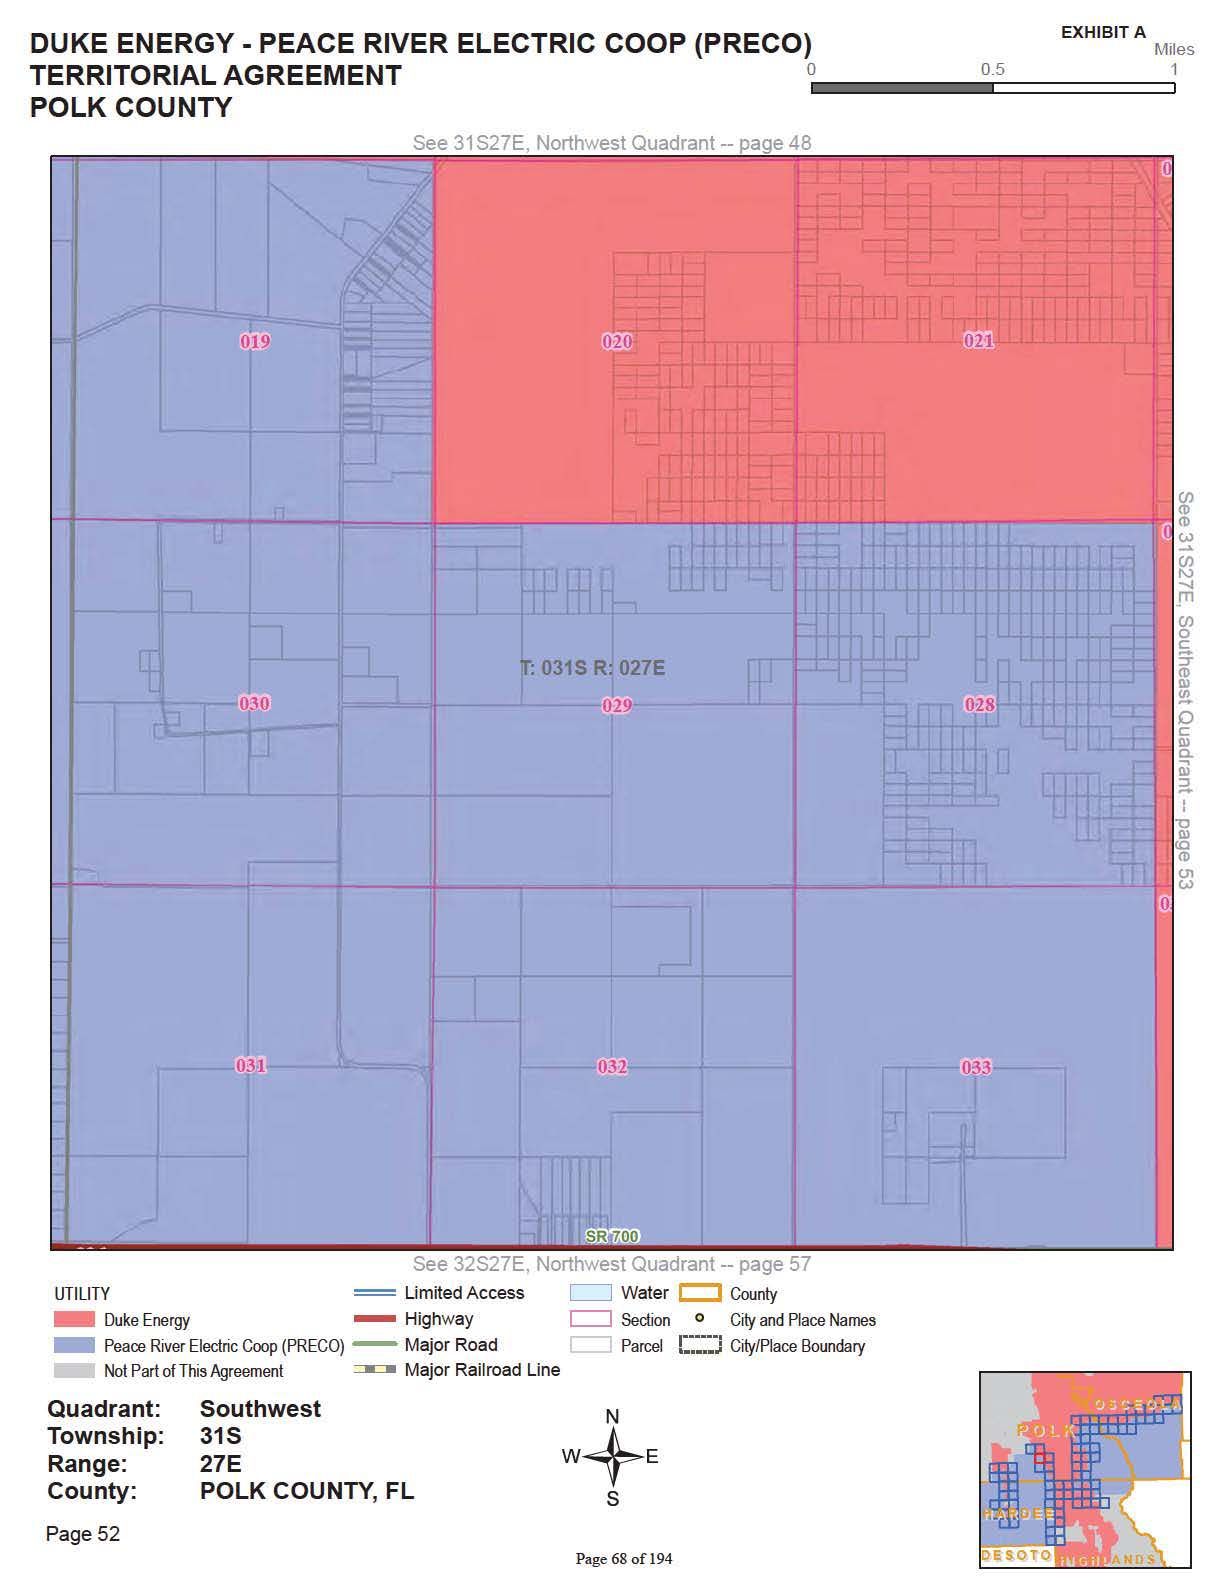 DUKE ENERGY - PEACE RIVER ELECTRIC COOP (PRECO)
TERRITORIAL AGREEMENT
POLK COUNTY
EXHIBIT A
Miles
0 0.5 1
See 31S27E, Northwest Quadrant -- page 48
019
020
021
T: 031S R: 027E
030
029
028
031
032
033
SR 700
See 31S27E, Southeast Quadrant -- page 53
See 32S27E, Northwest Quadrant -- page 57
UTILITY
Duke Energy
Peace River Electric Coop (PRECO)
Not Part of This Agreement
Limited Access
Highway
Major Road
Major Railroad Line
Water
Section
Parcel
County
City and Place Names
City/Place Boundary
Quadrant: Southwest
Township: 31S
Range: 27E
County: POLK COUNTY, FL
Page 52
N
W E
S
OSCEOLA
POLK
HARDEE
DESOTO
HIGHLANDS
Page 68 of 194